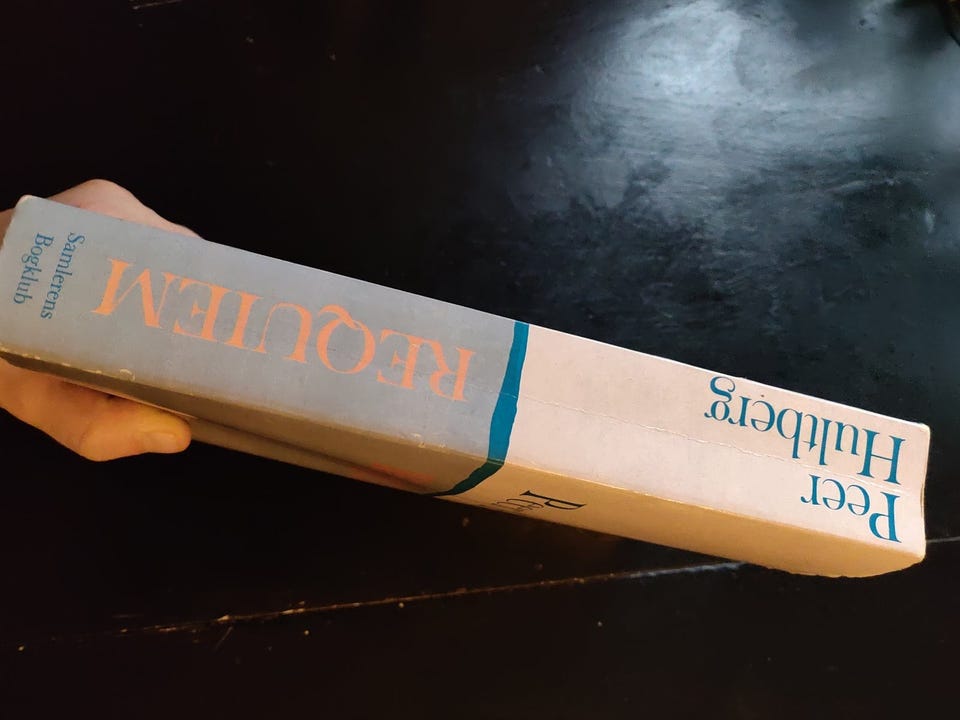 Peer
Hultberg
REQUIEM
Samlerens
Bogklub